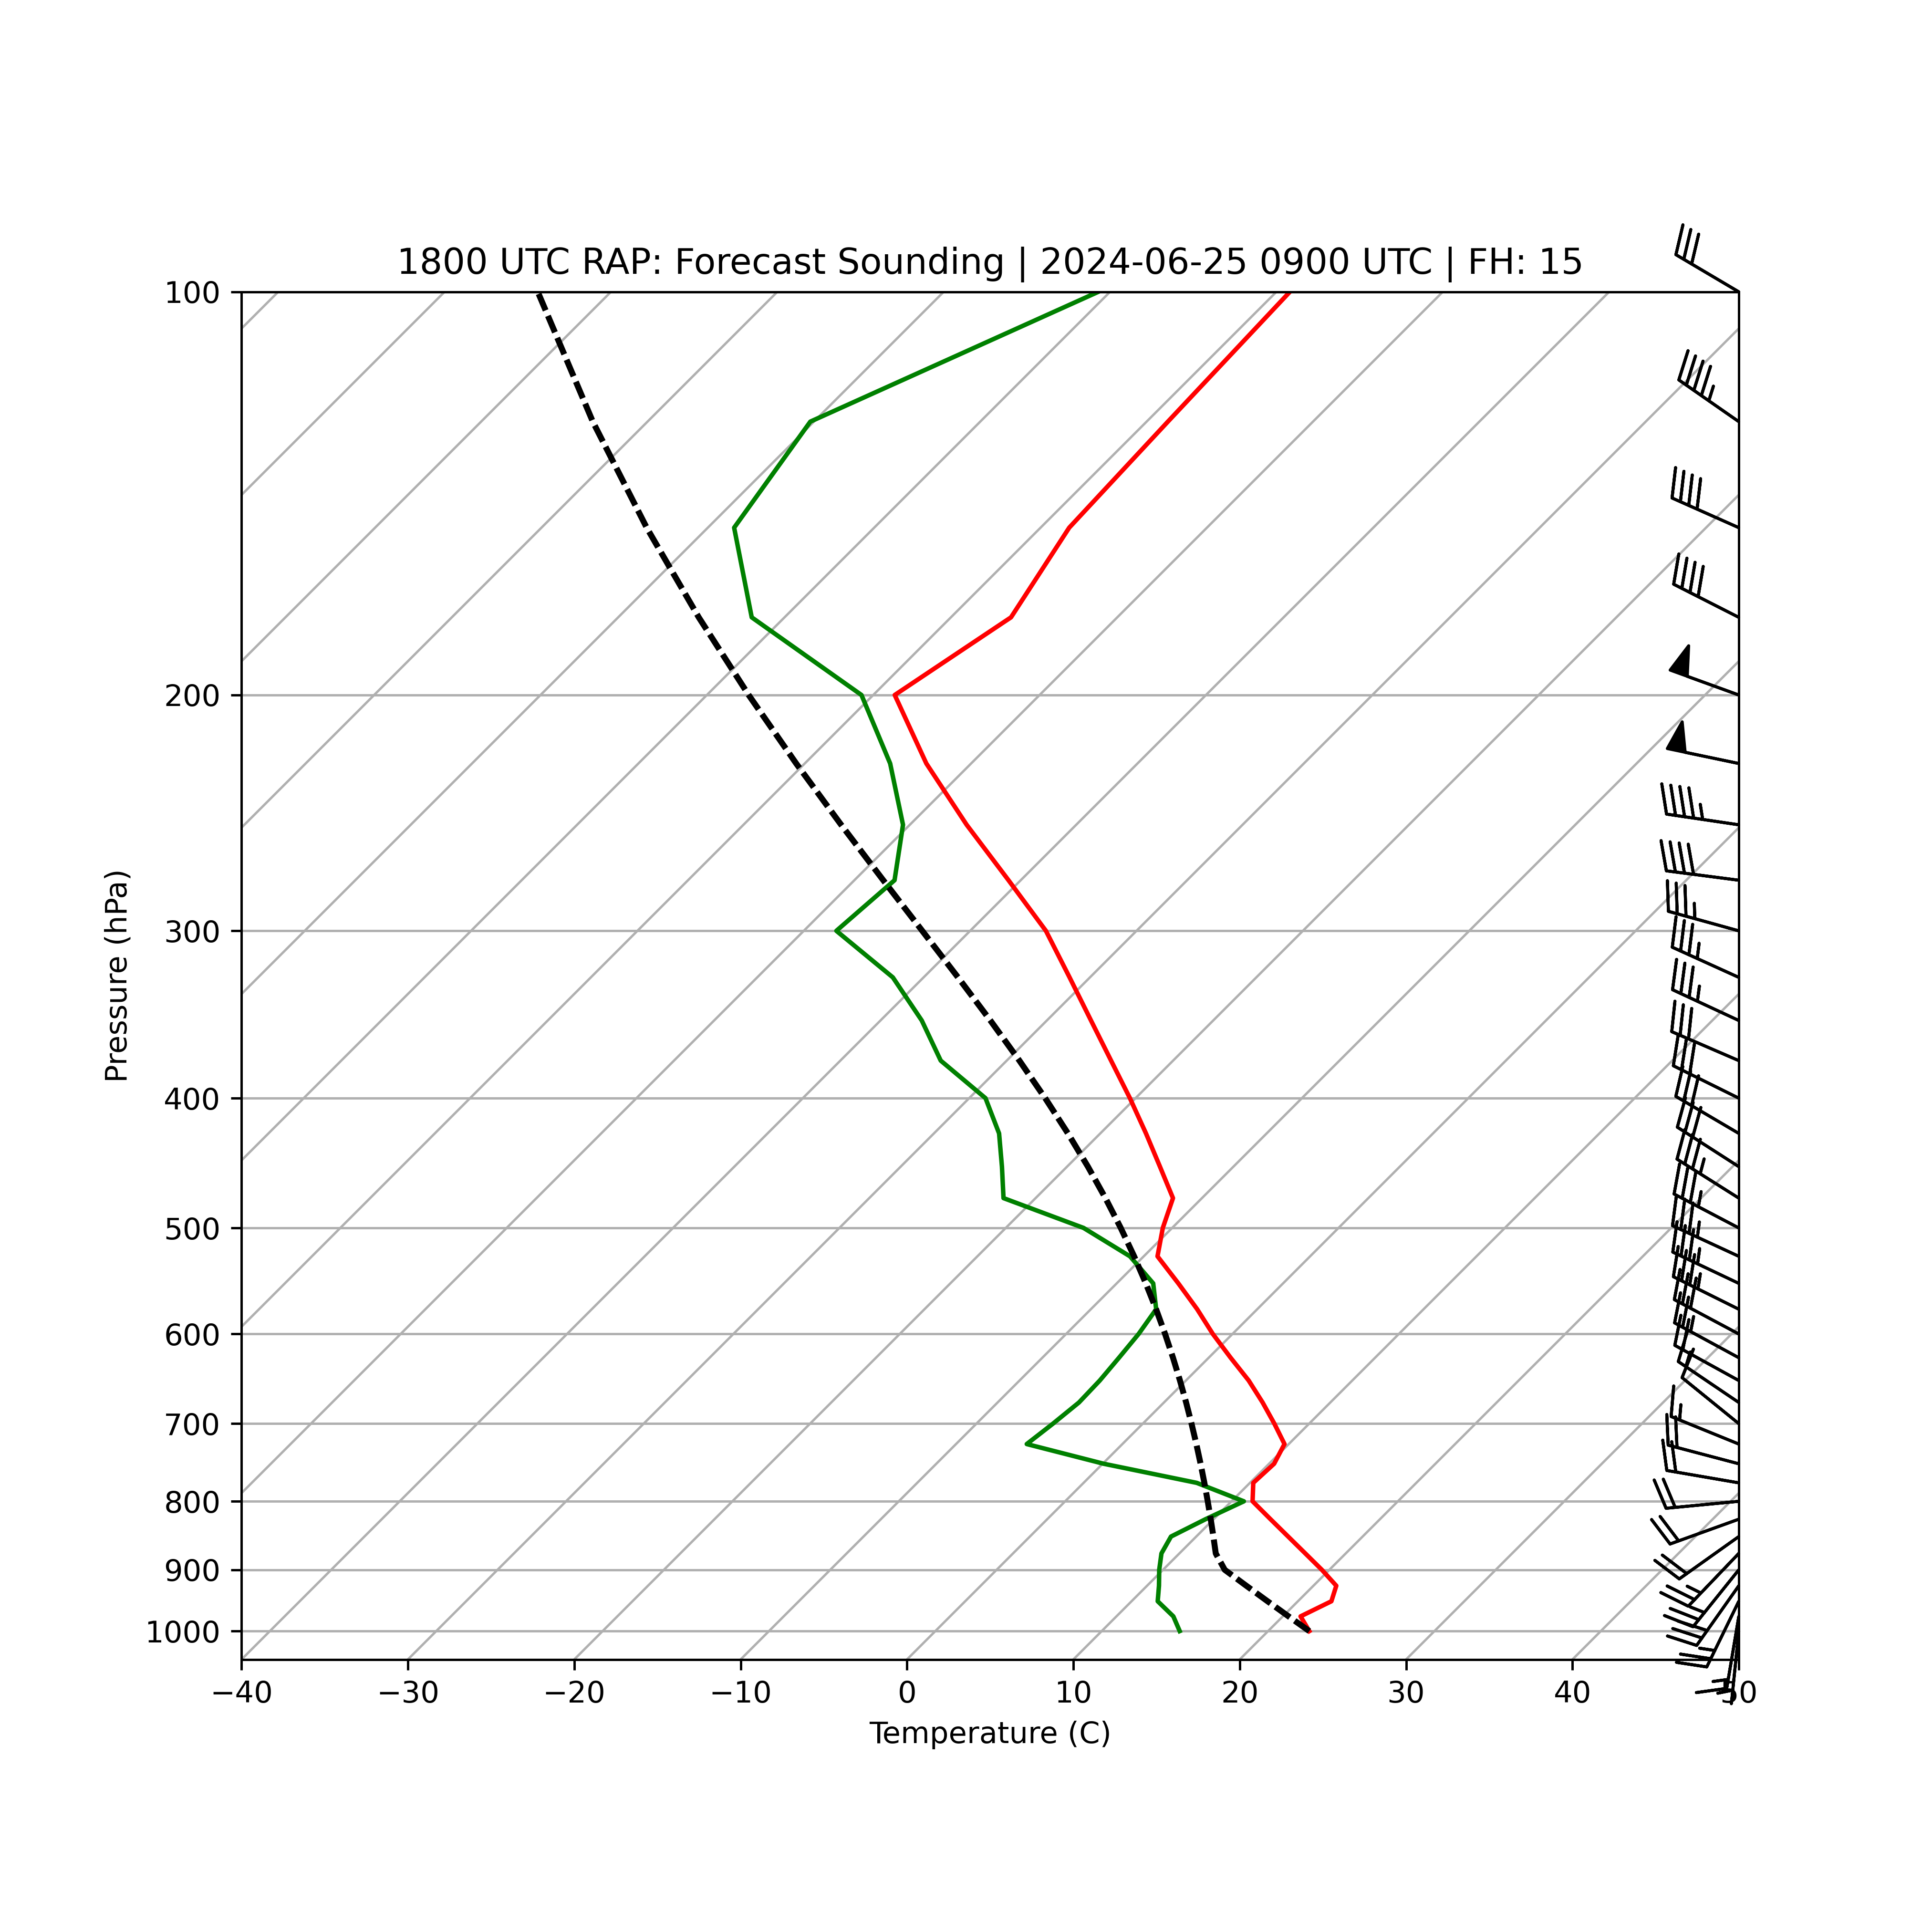 1800 UTC RAP: Forecast Sounding | 2024-06-25 0900 UTC | FH: 15
100
200
300
400
500
600
700
800
900
1000
Pressure (hPa)
−40 −30 −20 −10 0 10 20 30 40 50
Temperature (C)